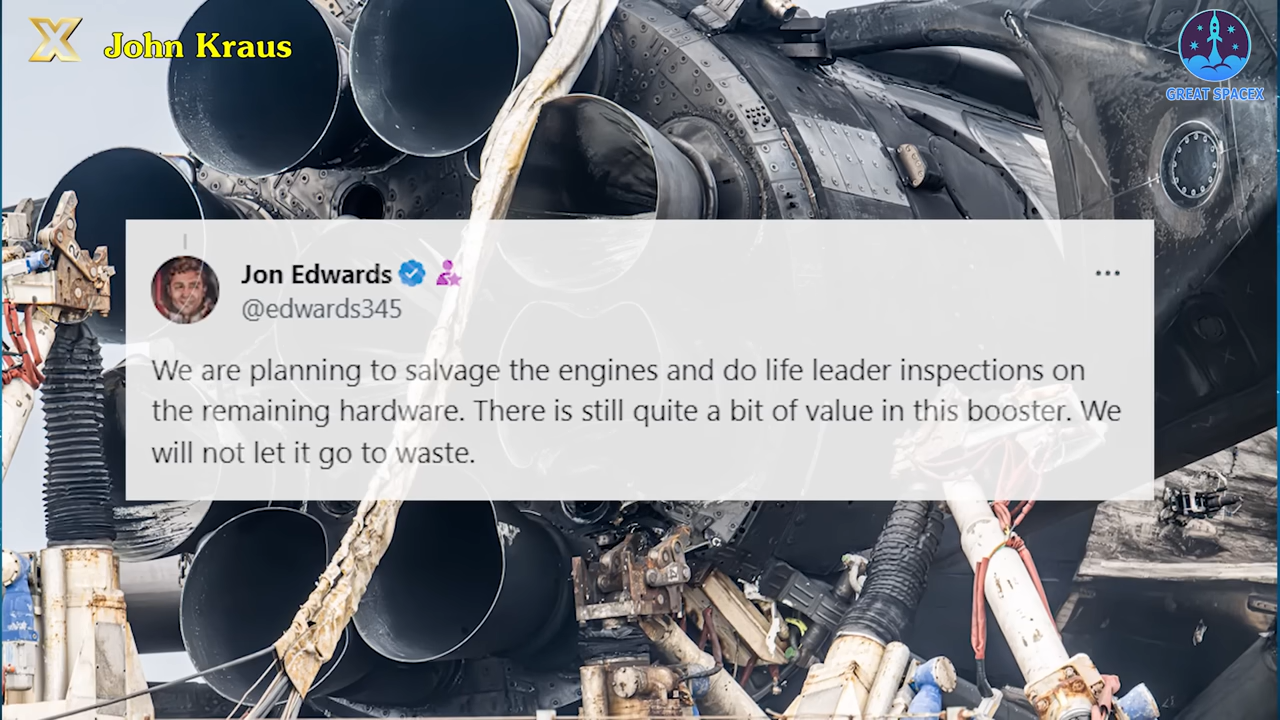 X John Kraus
GREAT SPACEX
Jon Edwards
@edwards345
We are planning to salvage the engines and do life leader inspections on
the remaining hardware. There is still quite a bit of value in this booster. We
will not let it go to waste.